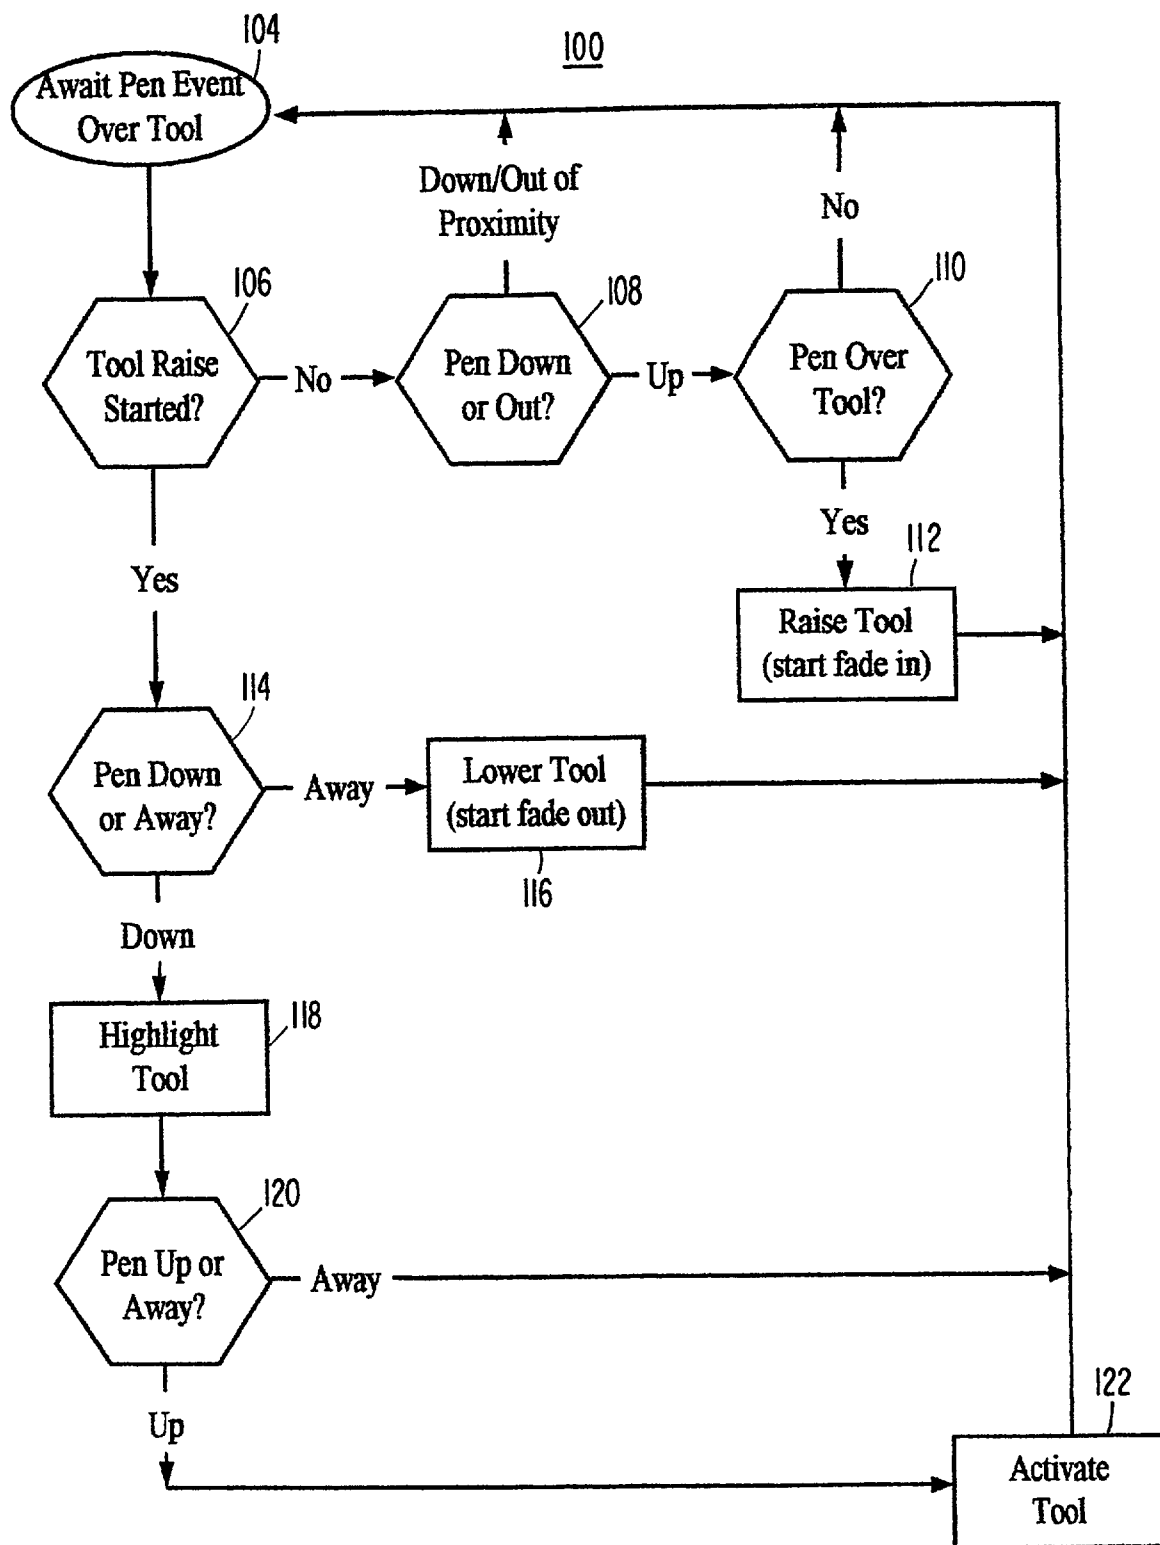 104
100
Await Pen Event
Over Tool
Down/Out of
Proximity
No
106
108
110
Tool Raise
Started?
No
Pen Down
or Out?
Up
Pen Over
Tool?
Yes
Yes
112
Raise Tool
(start fade in)
114
Pen Down
or Away?
Away
Lower Tool
(start fade out)
116
Down
118
Highlight
Tool
120
Pen Up or
Away?
Away
Up
122
Activate
Tool